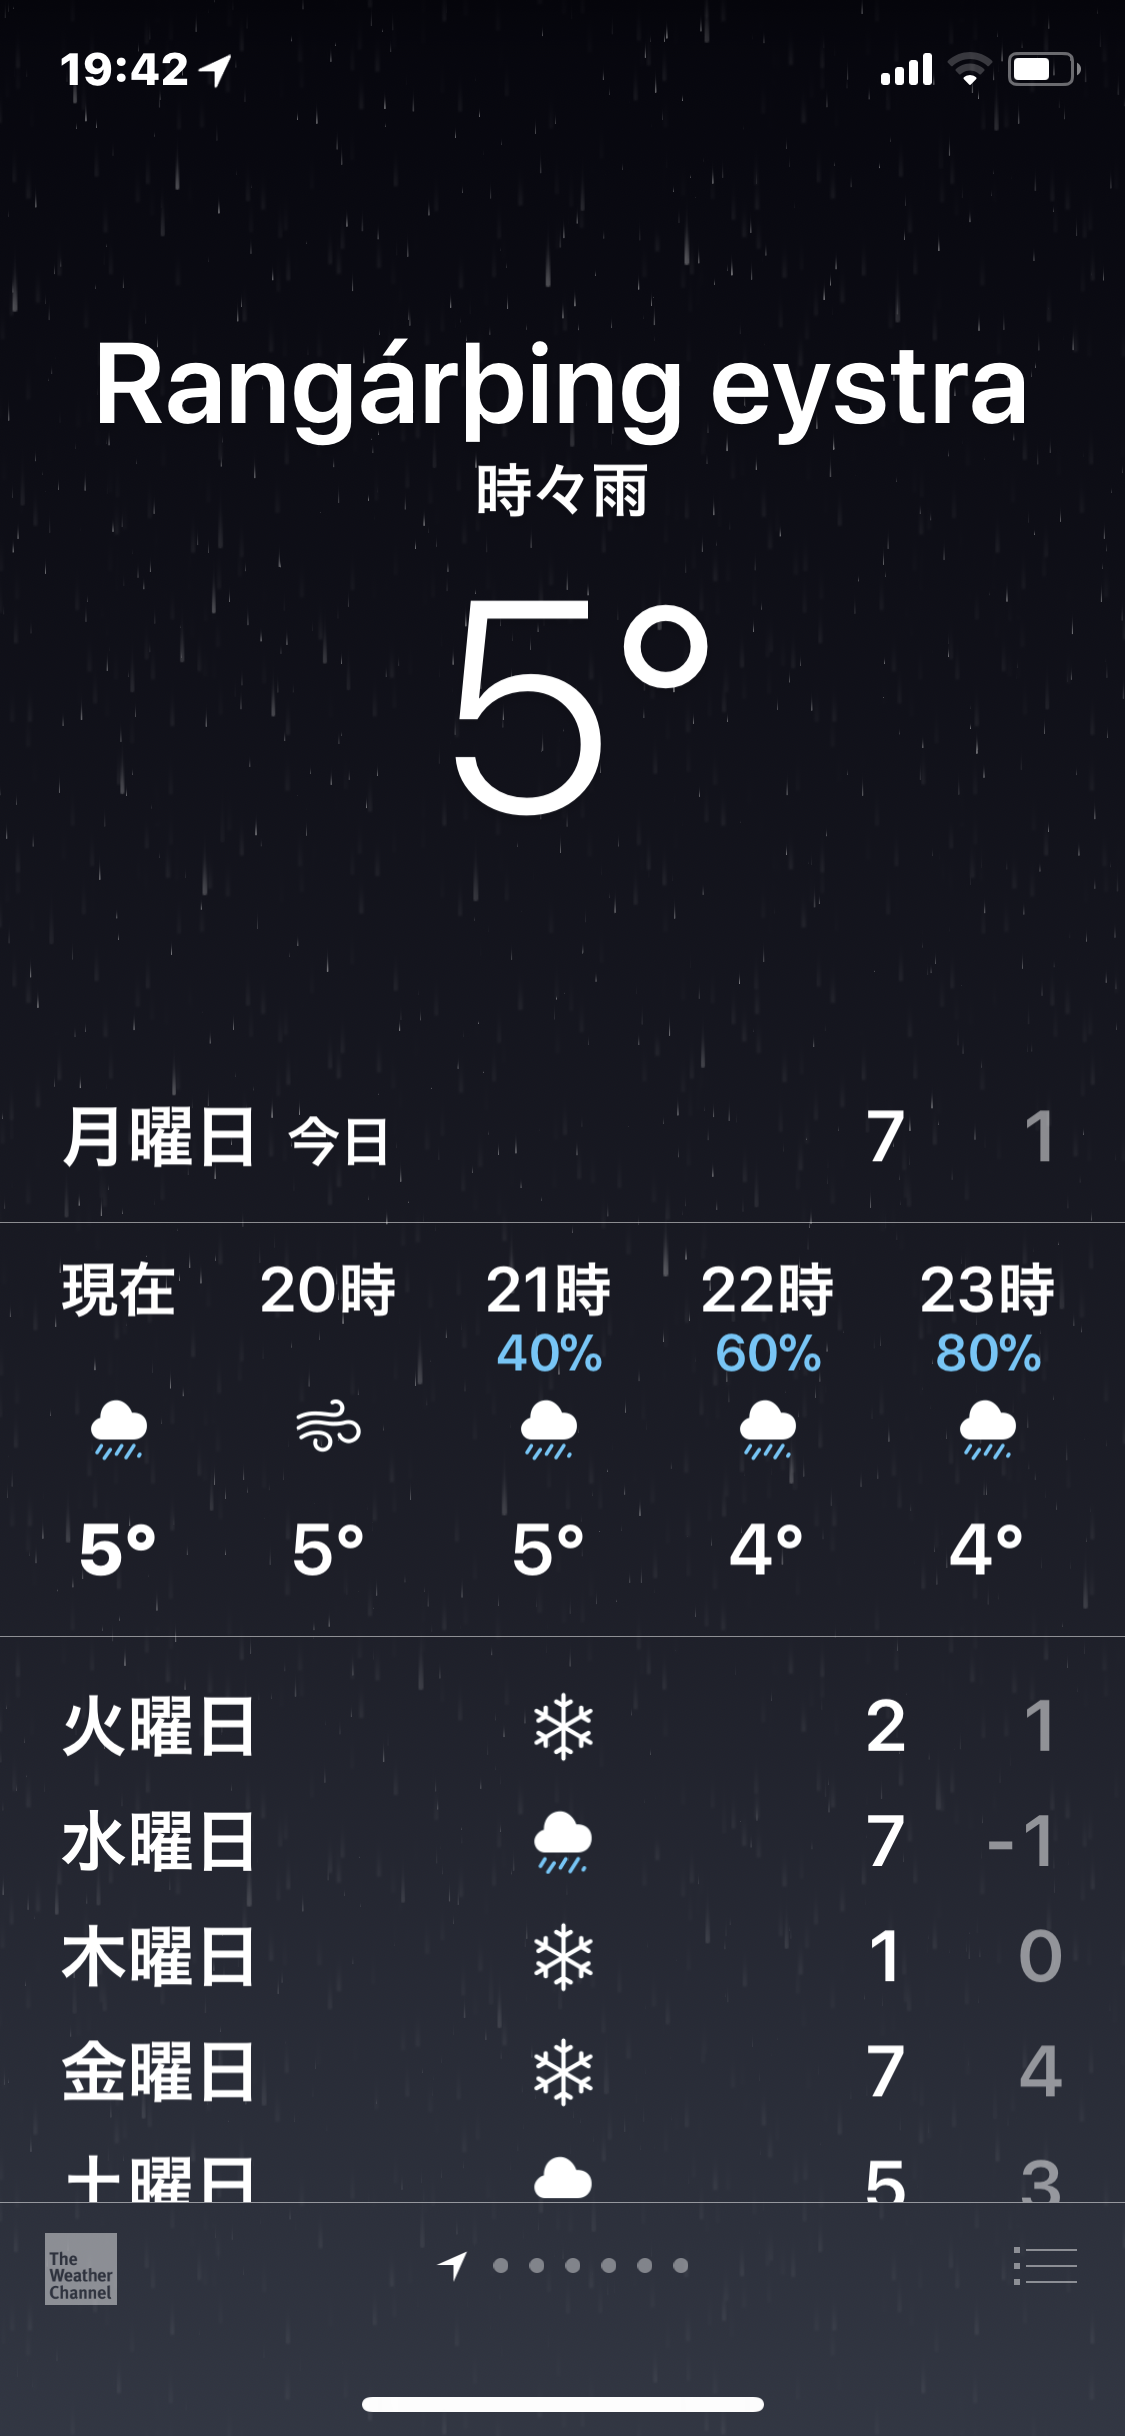 19:42
Rangárþing eystra
時々雨
5°
月曜日 今日 7 1
現在 20時 21時 22時 23時
40% 60% 80%
5° 5° 5° 4° 4°
火曜日 2 1
水曜日 7 -1
木曜日 1 0
金曜日 7 4
土曜日 5 3
The
Weather
Channel